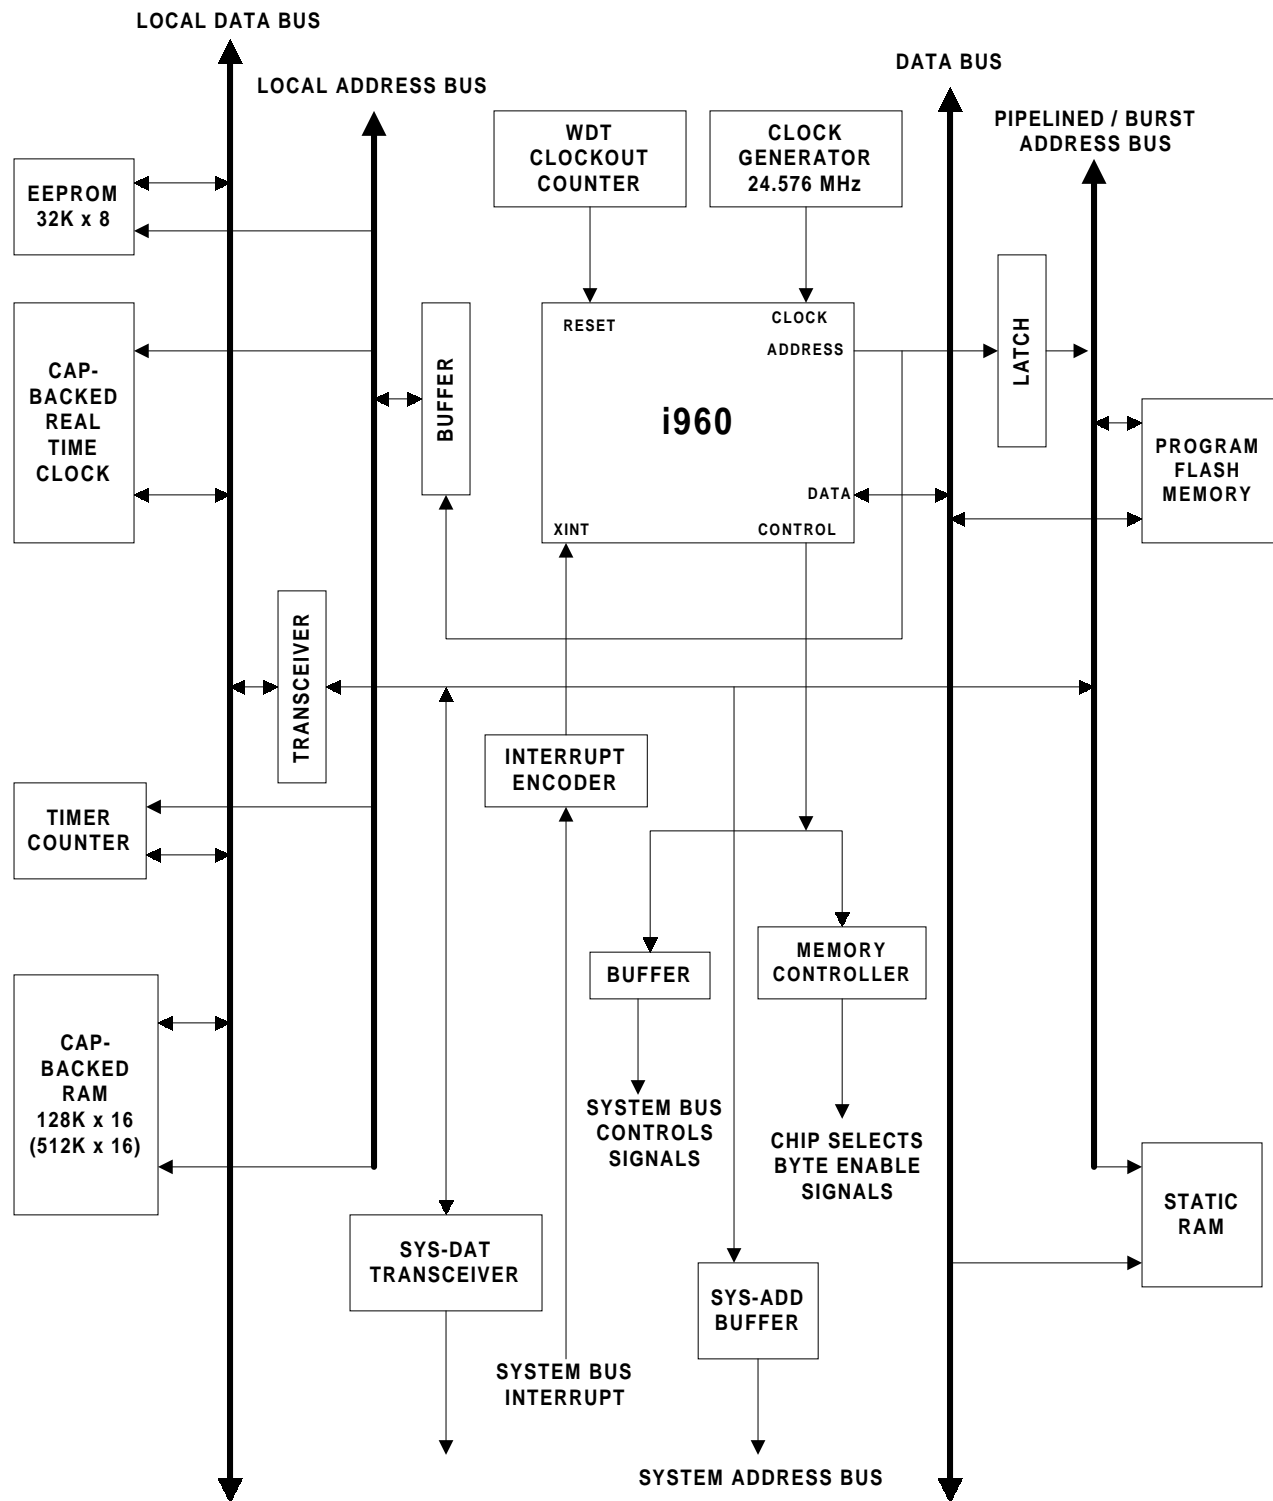 LOCAL DATA BUS
LOCAL ADDRESS BUS
DATA BUS
PIPELINED / BURST
ADDRESS BUS
WDT
CLOCKOUT
COUNTER
CLOCK
GENERATOR
24.576 MHz
EEPROM
32K x 8
CAP-
BACKED
REAL
TIME
CLOCK
BUFFER
RESET
CLOCK
ADDRESS
i960
DATA
XINT
CONTROL
LATCH
PROGRAM
FLASH
MEMORY
TRANSCEIVER
INTERRUPT
ENCODER
TIMER
COUNTER
BUFFER
MEMORY
CONTROLLER
CAP-
BACKED
RAM
128K x 16
(512K x 16)
SYSTEM BUS
CONTROLS
SIGNALS
CHIP SELECTS
BYTE ENABLE
SIGNALS
STATIC
RAM
SYS-DAT
TRANSCEIVER
SYS-ADD
BUFFER
SYSTEM BUS
INTERRUPT
SYSTEM ADDRESS BUS